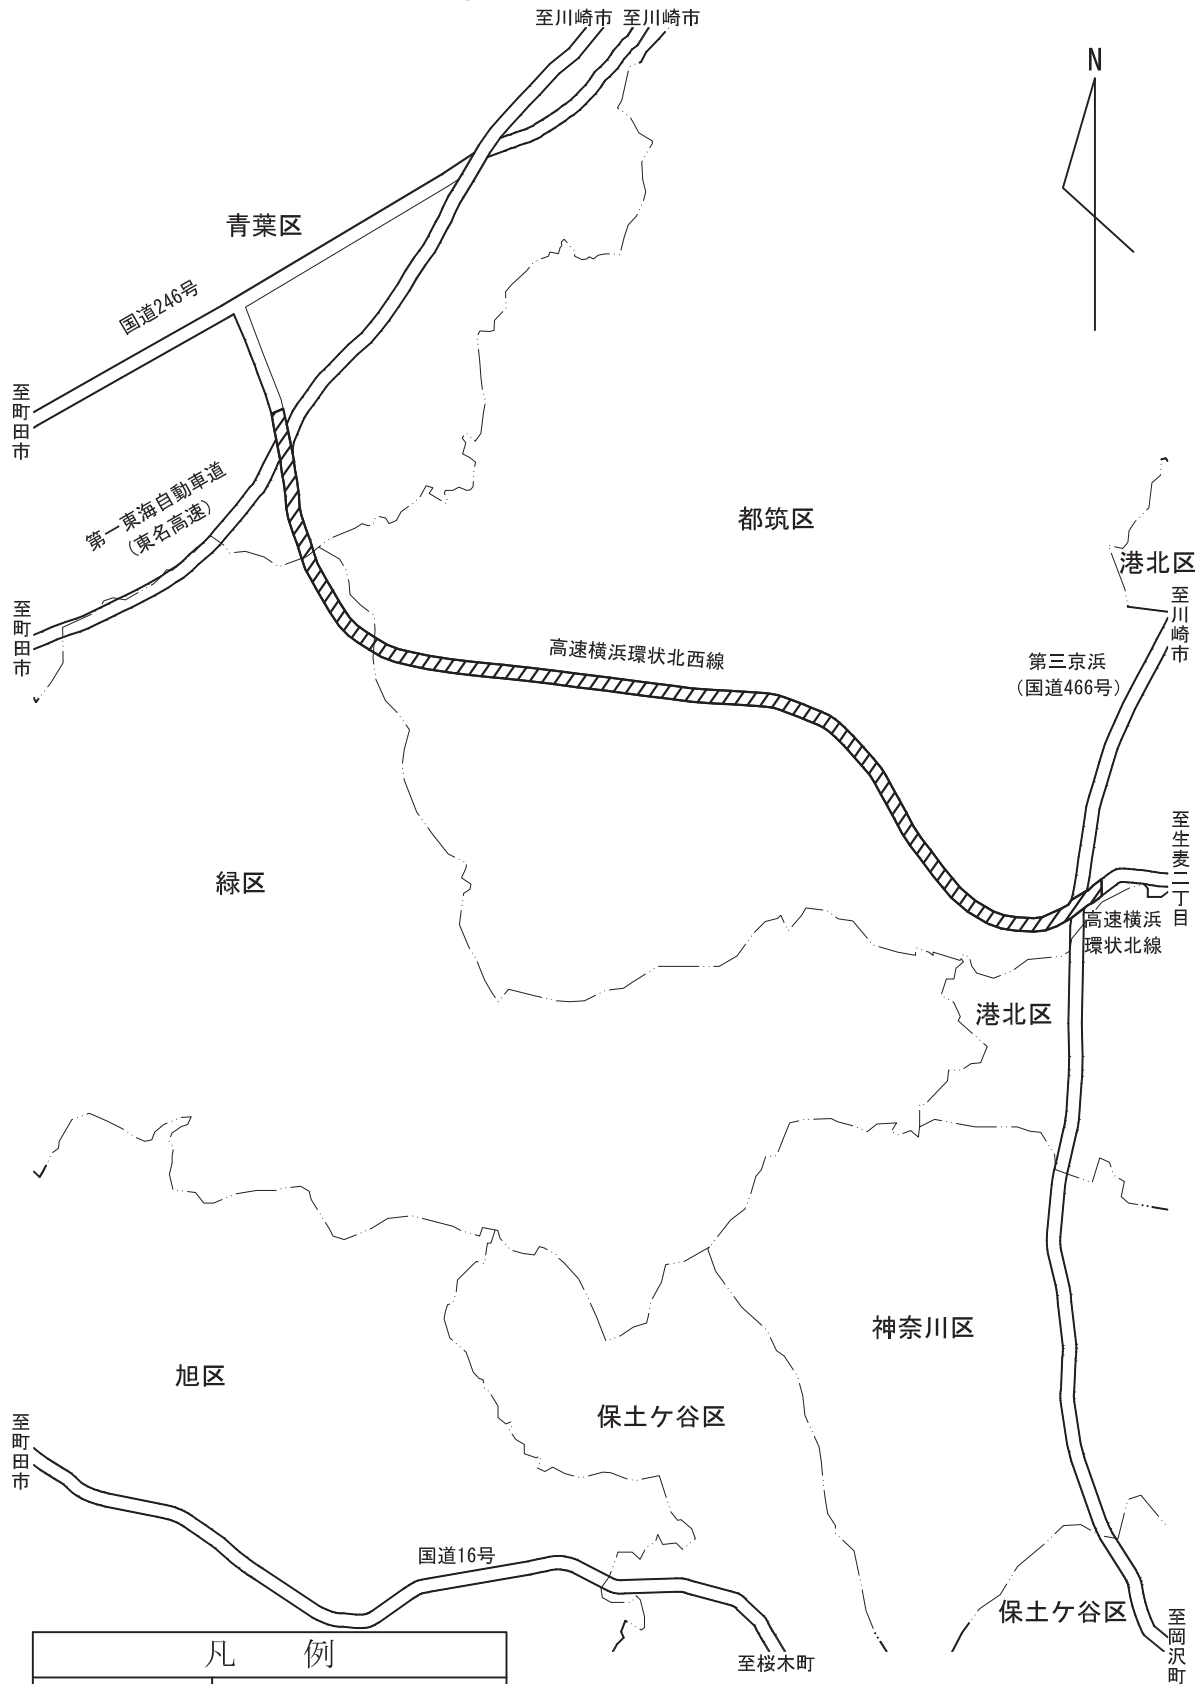 至川崎市 至川崎市
N
青葉区
国道246号
至町田市
第一東海自動車道
(東名高速)
都筑区
港北区
至川崎市
至町田市
高速横浜環状北西線
第三京浜
(国道466号)
至生麦二丁目
緑区
高速横浜
環状北線
港北区
神奈川区
旭区
保土ケ谷区
至町田市
国道16号
保土ケ谷区
至岡沢町
至桜木町
凡 例